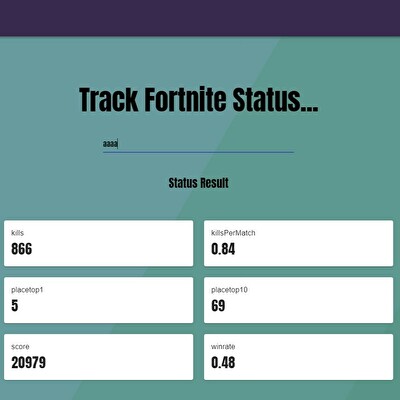 Track Fortnite Status...
aaaa
Status Result
kills
866
killsPerMatch
0.84
placetop1
5
placetop10
69
score
20979
winrate
0.48